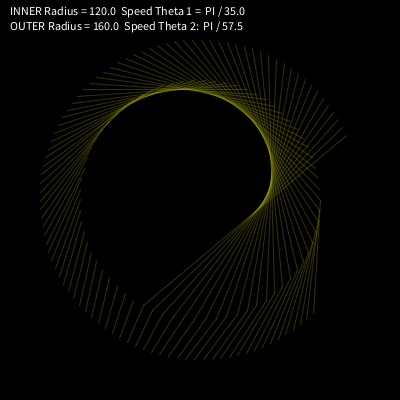 INNER Radius = 120.0 Speed Theta 1 = PI / 35.0
OUTER Radius = 160.0 Speed Theta 2: PI / 57.5